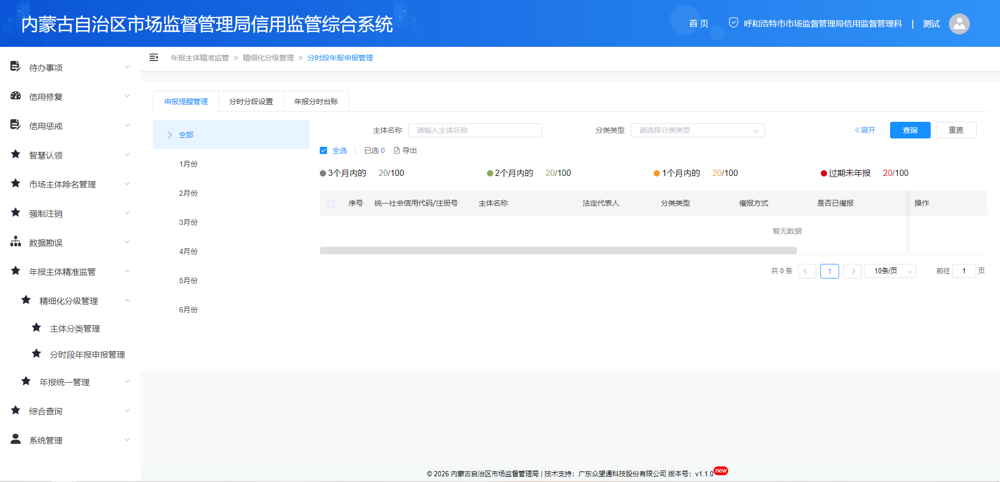 内蒙古自治区市场监督管理局信用监管综合系统
首页 呼和浩特市市场监督管理局信用监督管理科 | 测试
待办事项
信用修复
信用惩戒
智慧认领
市场主体除名管理
强制注销
数据勘误
年报主体精准监管
精细化分级管理
主体分类管理
分时段年报申报管理
年报统一管理
综合查询
系统管理
年报主体精准监管 > 精细化分级管理 > 分时段年报申报管理
申报提醒管理 分时分段设置 年报分时台账
全部
1月份
2月份
3月份
4月份
5月份
6月份
主体名称 请输入主体名称 分类类型 请选择分类类型 展开 查询 重置
全选 已选 0 导出
3个月内的 20/100 2个月内的 20/100 1个月内的 20/100 过期未年报 20/100
序号 统一社会信用代码/注册号 主体名称 法定代表人 分类类型 催报方式 是否已催报 操作
暂无数据
共 0 条 1 10条/页 前往 1 页
© 2026 内蒙古自治区市场监督管理局 | 技术支持：广东众望通科技股份有限公司 版本号：v1.1.0 new